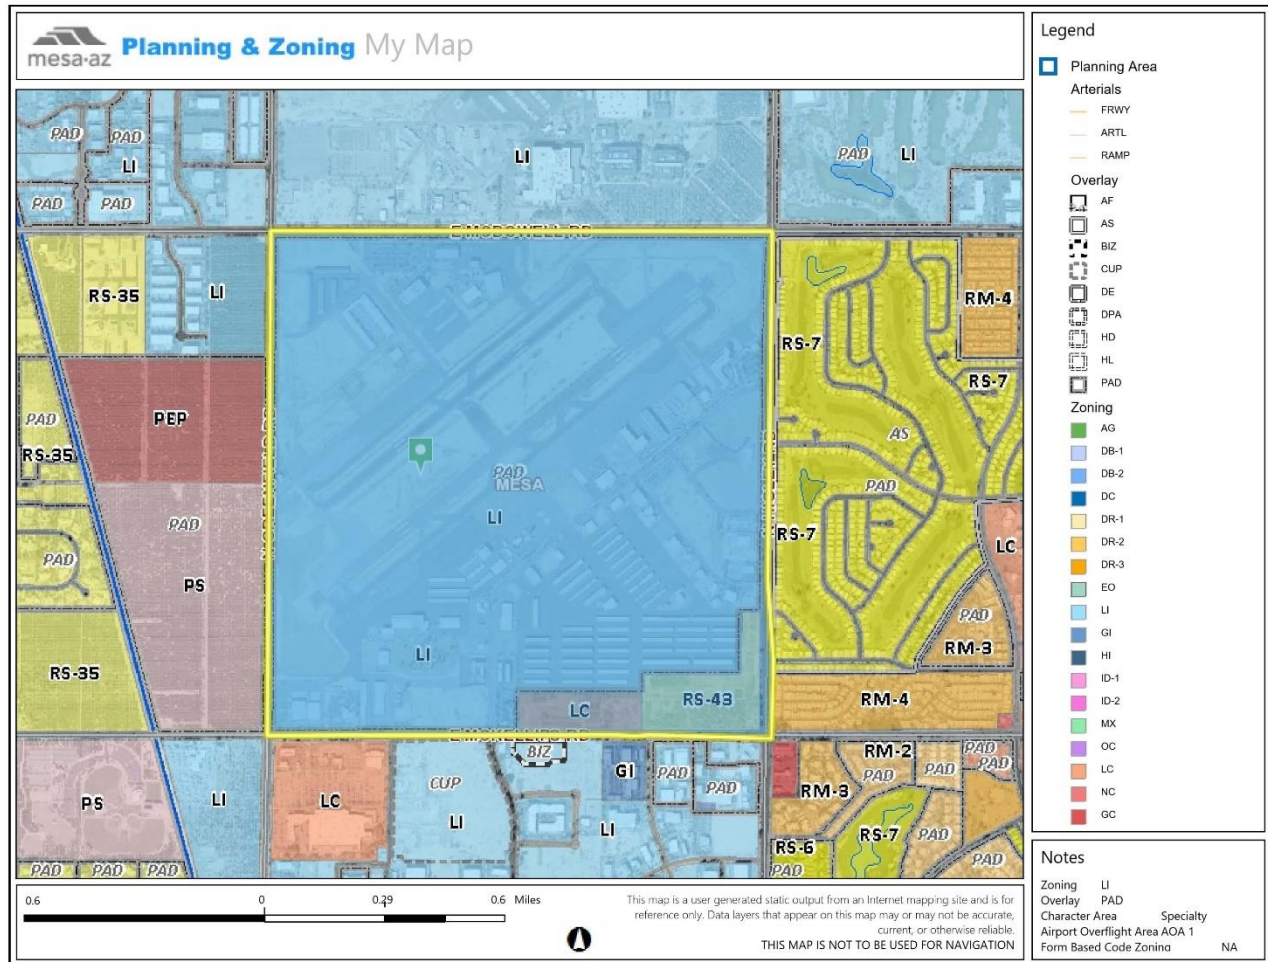 mesa·az Planning & Zoning My Map
PAD
PAD
LI
PAD
PAD
LI
PAD
LI
E MCDOWELL RD
RS-35
LI
RM-4
RS-7
RS-7
PEP
PAD
RS-35
AS
PAD
MESA
LI
PAD
PAD
RS-7
LC
PAD
PS
PAD
RM-3
LI
RS-35
RS-43
RM-4
LC
E MCKELLIPS RD
BIZ
RM-2
PAD
PAD
PAD
PAD
GI
PAD
PAD
CUP
PS
LI
LC
LI
LI
RM-3
RS-7
PAD
RS-6
PAD
PAD
PAD
PAD
PAD
Legend
Planning Area
Arterials
FRWY
ARTL
RAMP
Overlay
AF
AS
BIZ
CUP
DE
DPA
HD
HL
PAD
Zoning
AG
DB-1
DB-2
DC
DR-1
DR-2
DR-3
EO
LI
GI
HI
ID-1
ID-2
MX
OC
LC
NC
GC
Notes
Zoning LI
Overlay PAD
Character Area Specialty
Airport Overflight Area AOA 1
Form Based Code Zoning NA
0.6 0 0.29 0.6 Miles
This map is a user generated static output from an Internet mapping site and is for
reference only. Data layers that appear on this map may or may not be accurate,
current, or otherwise reliable.
THIS MAP IS NOT TO BE USED FOR NAVIGATION